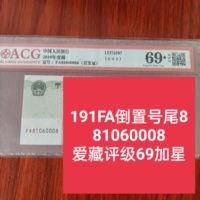 ACG
中国人民银行
2019年壹圆
69★
FA81060008
191FA倒置号尾8
81060008
爱藏评级69加星